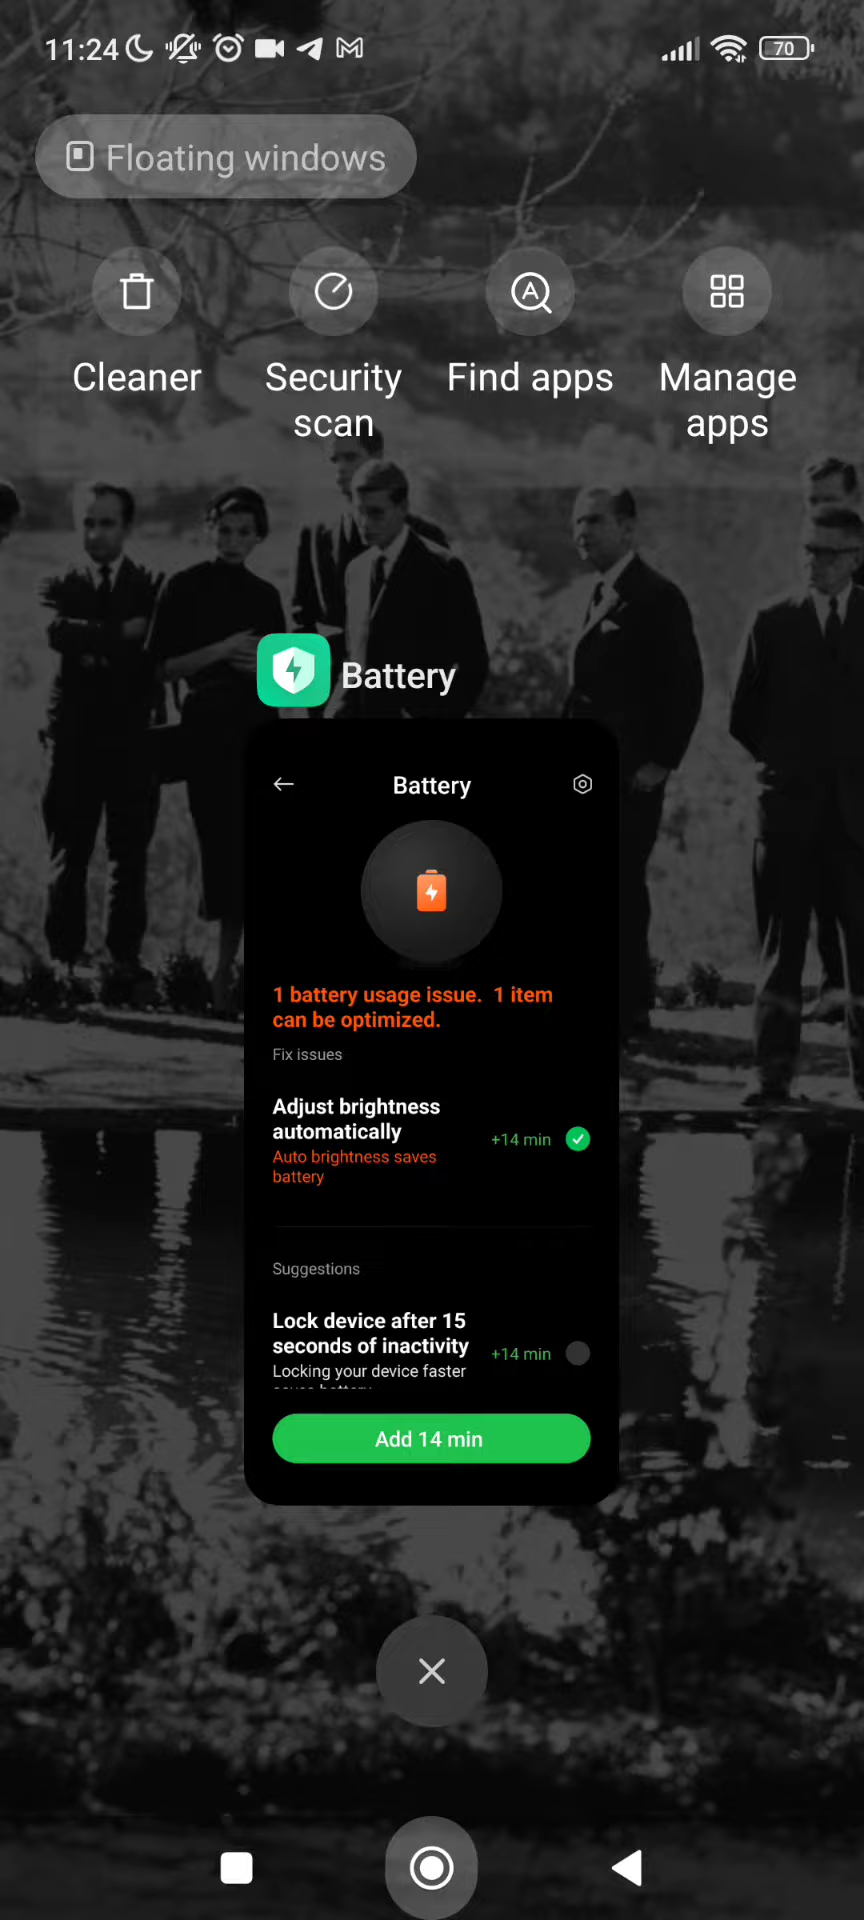 11:24
70
Floating windows
Cleaner
Security
scan
Find apps
Manage
apps
Battery
Battery
1 battery usage issue.  1 item
can be optimized.
Fix issues
Adjust brightness
automatically
+14 min
Auto brightness saves
battery
Suggestions
Lock device after 15
seconds of inactivity
+14 min
Locking your device faster
Add 14 min